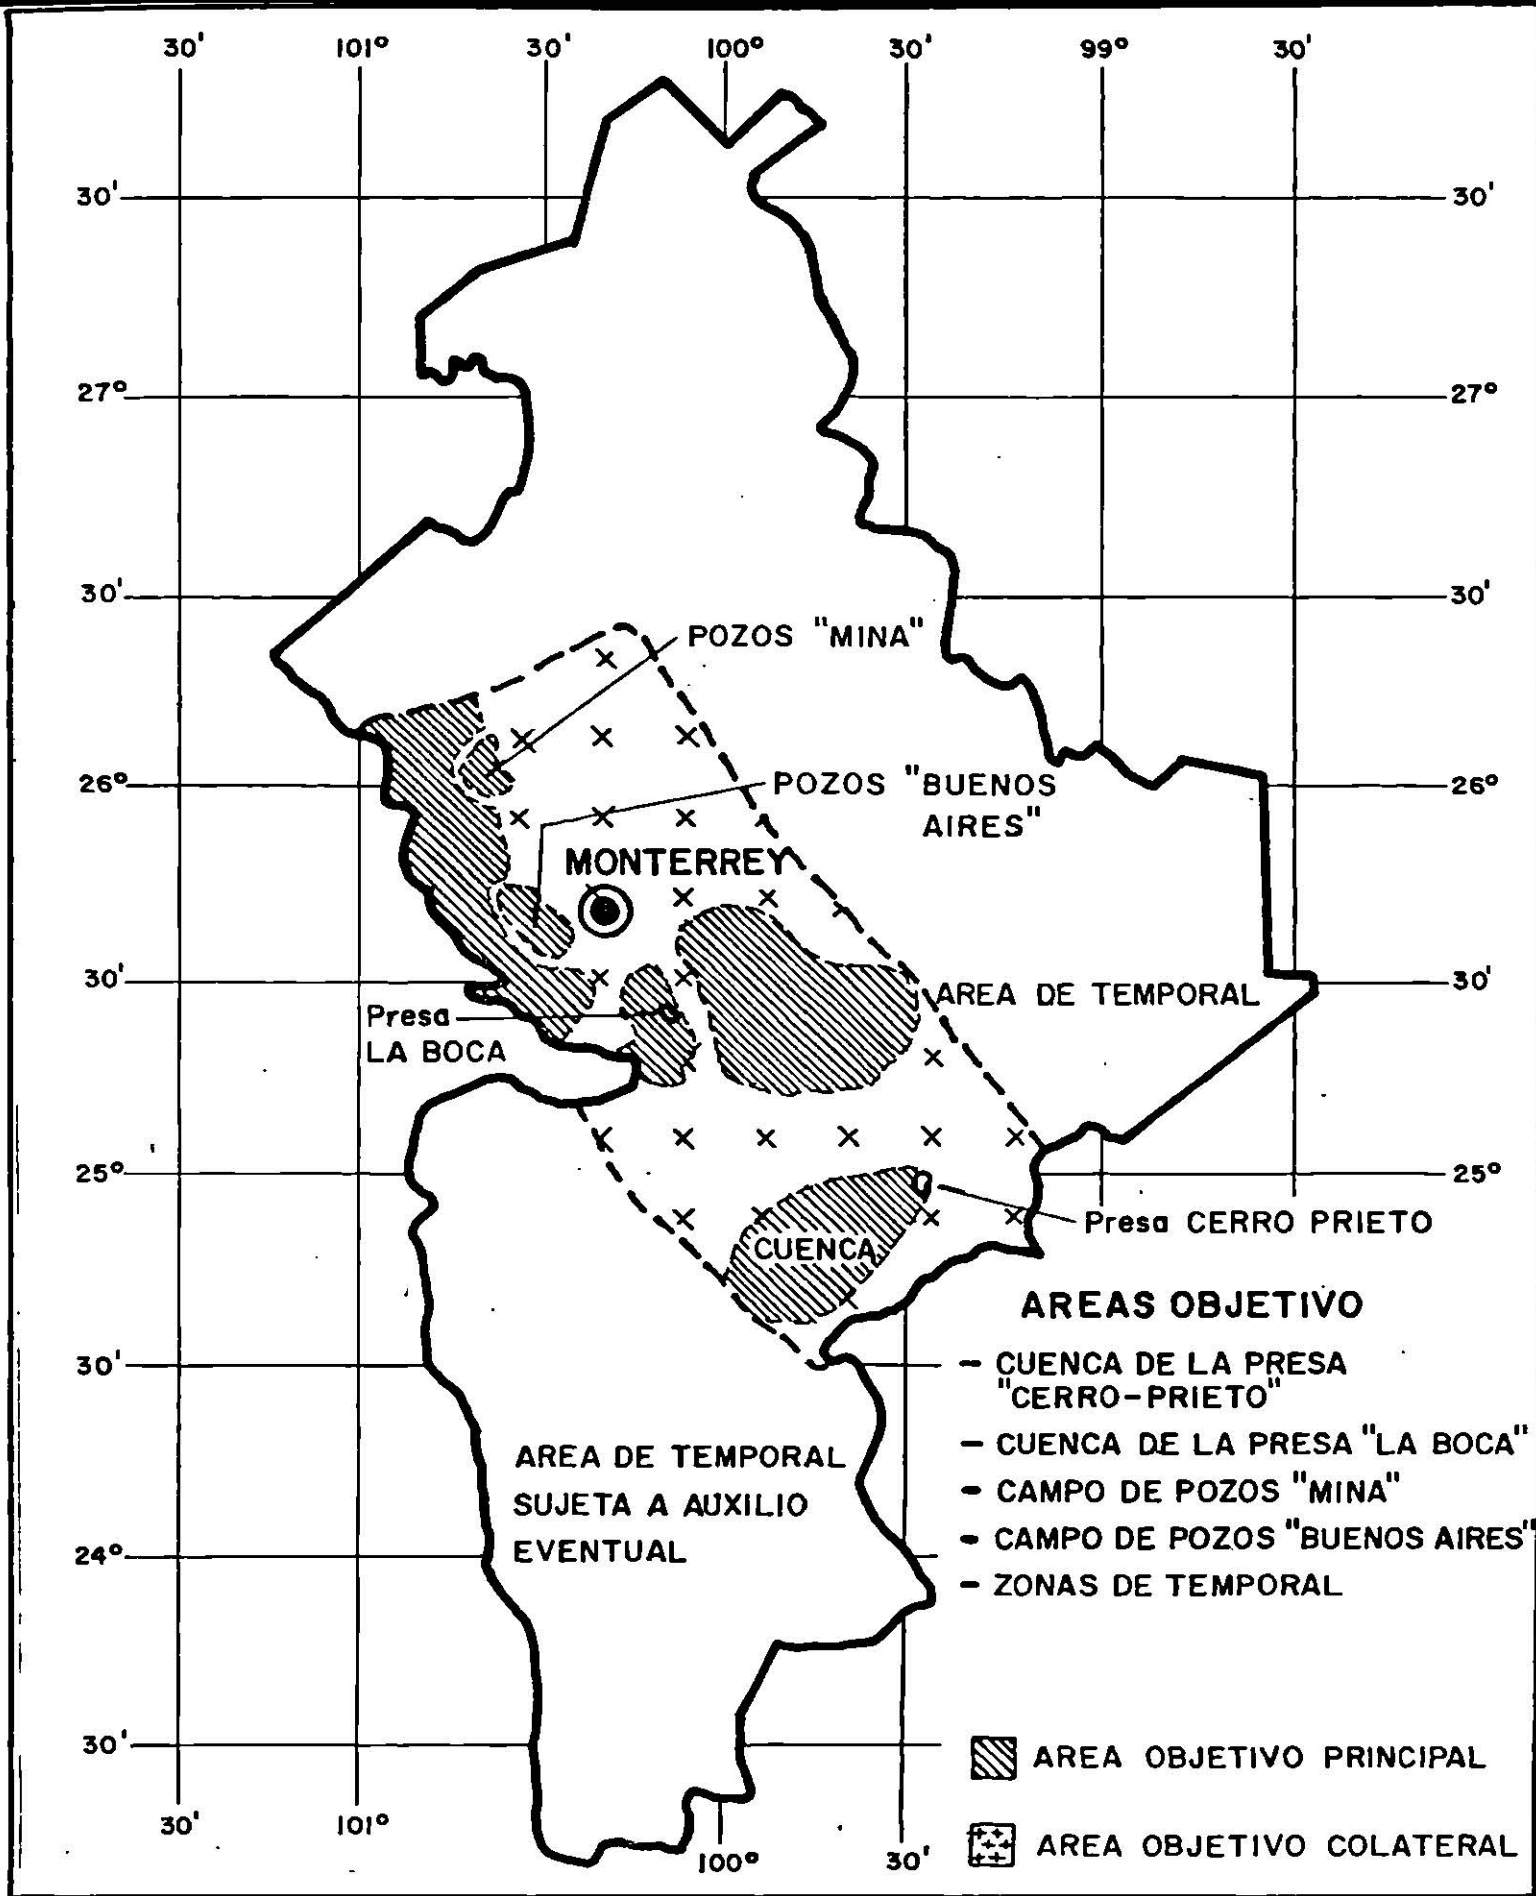 30' 101° 30' 100° 30' 99° 30'
30' 30'
27° 27°
30' 30'
POZOS "MINA"
26° 26°
POZOS "BUENOS
AIRES"
MONTERREY
30' 30'
AREA DE TEMPORAL
Presa
LA BOCA
25° 25°
Presa CERRO PRIETO
CUENCA
AREAS OBJETIVO
30'
- CUENCA DE LA PRESA
"CERRO-PRIETO"
- CUENCA DE LA PRESA "LA BOCA"
- CAMPO DE POZOS "MINA"
- CAMPO DE POZOS "BUENOS AIRES"
- ZONAS DE TEMPORAL
AREA DE TEMPORAL
SUJETA A AUXILIO
EVENTUAL
24°
30'
AREA OBJETIVO PRINCIPAL
AREA OBJETIVO COLATERAL
30' 101° 100° 30'